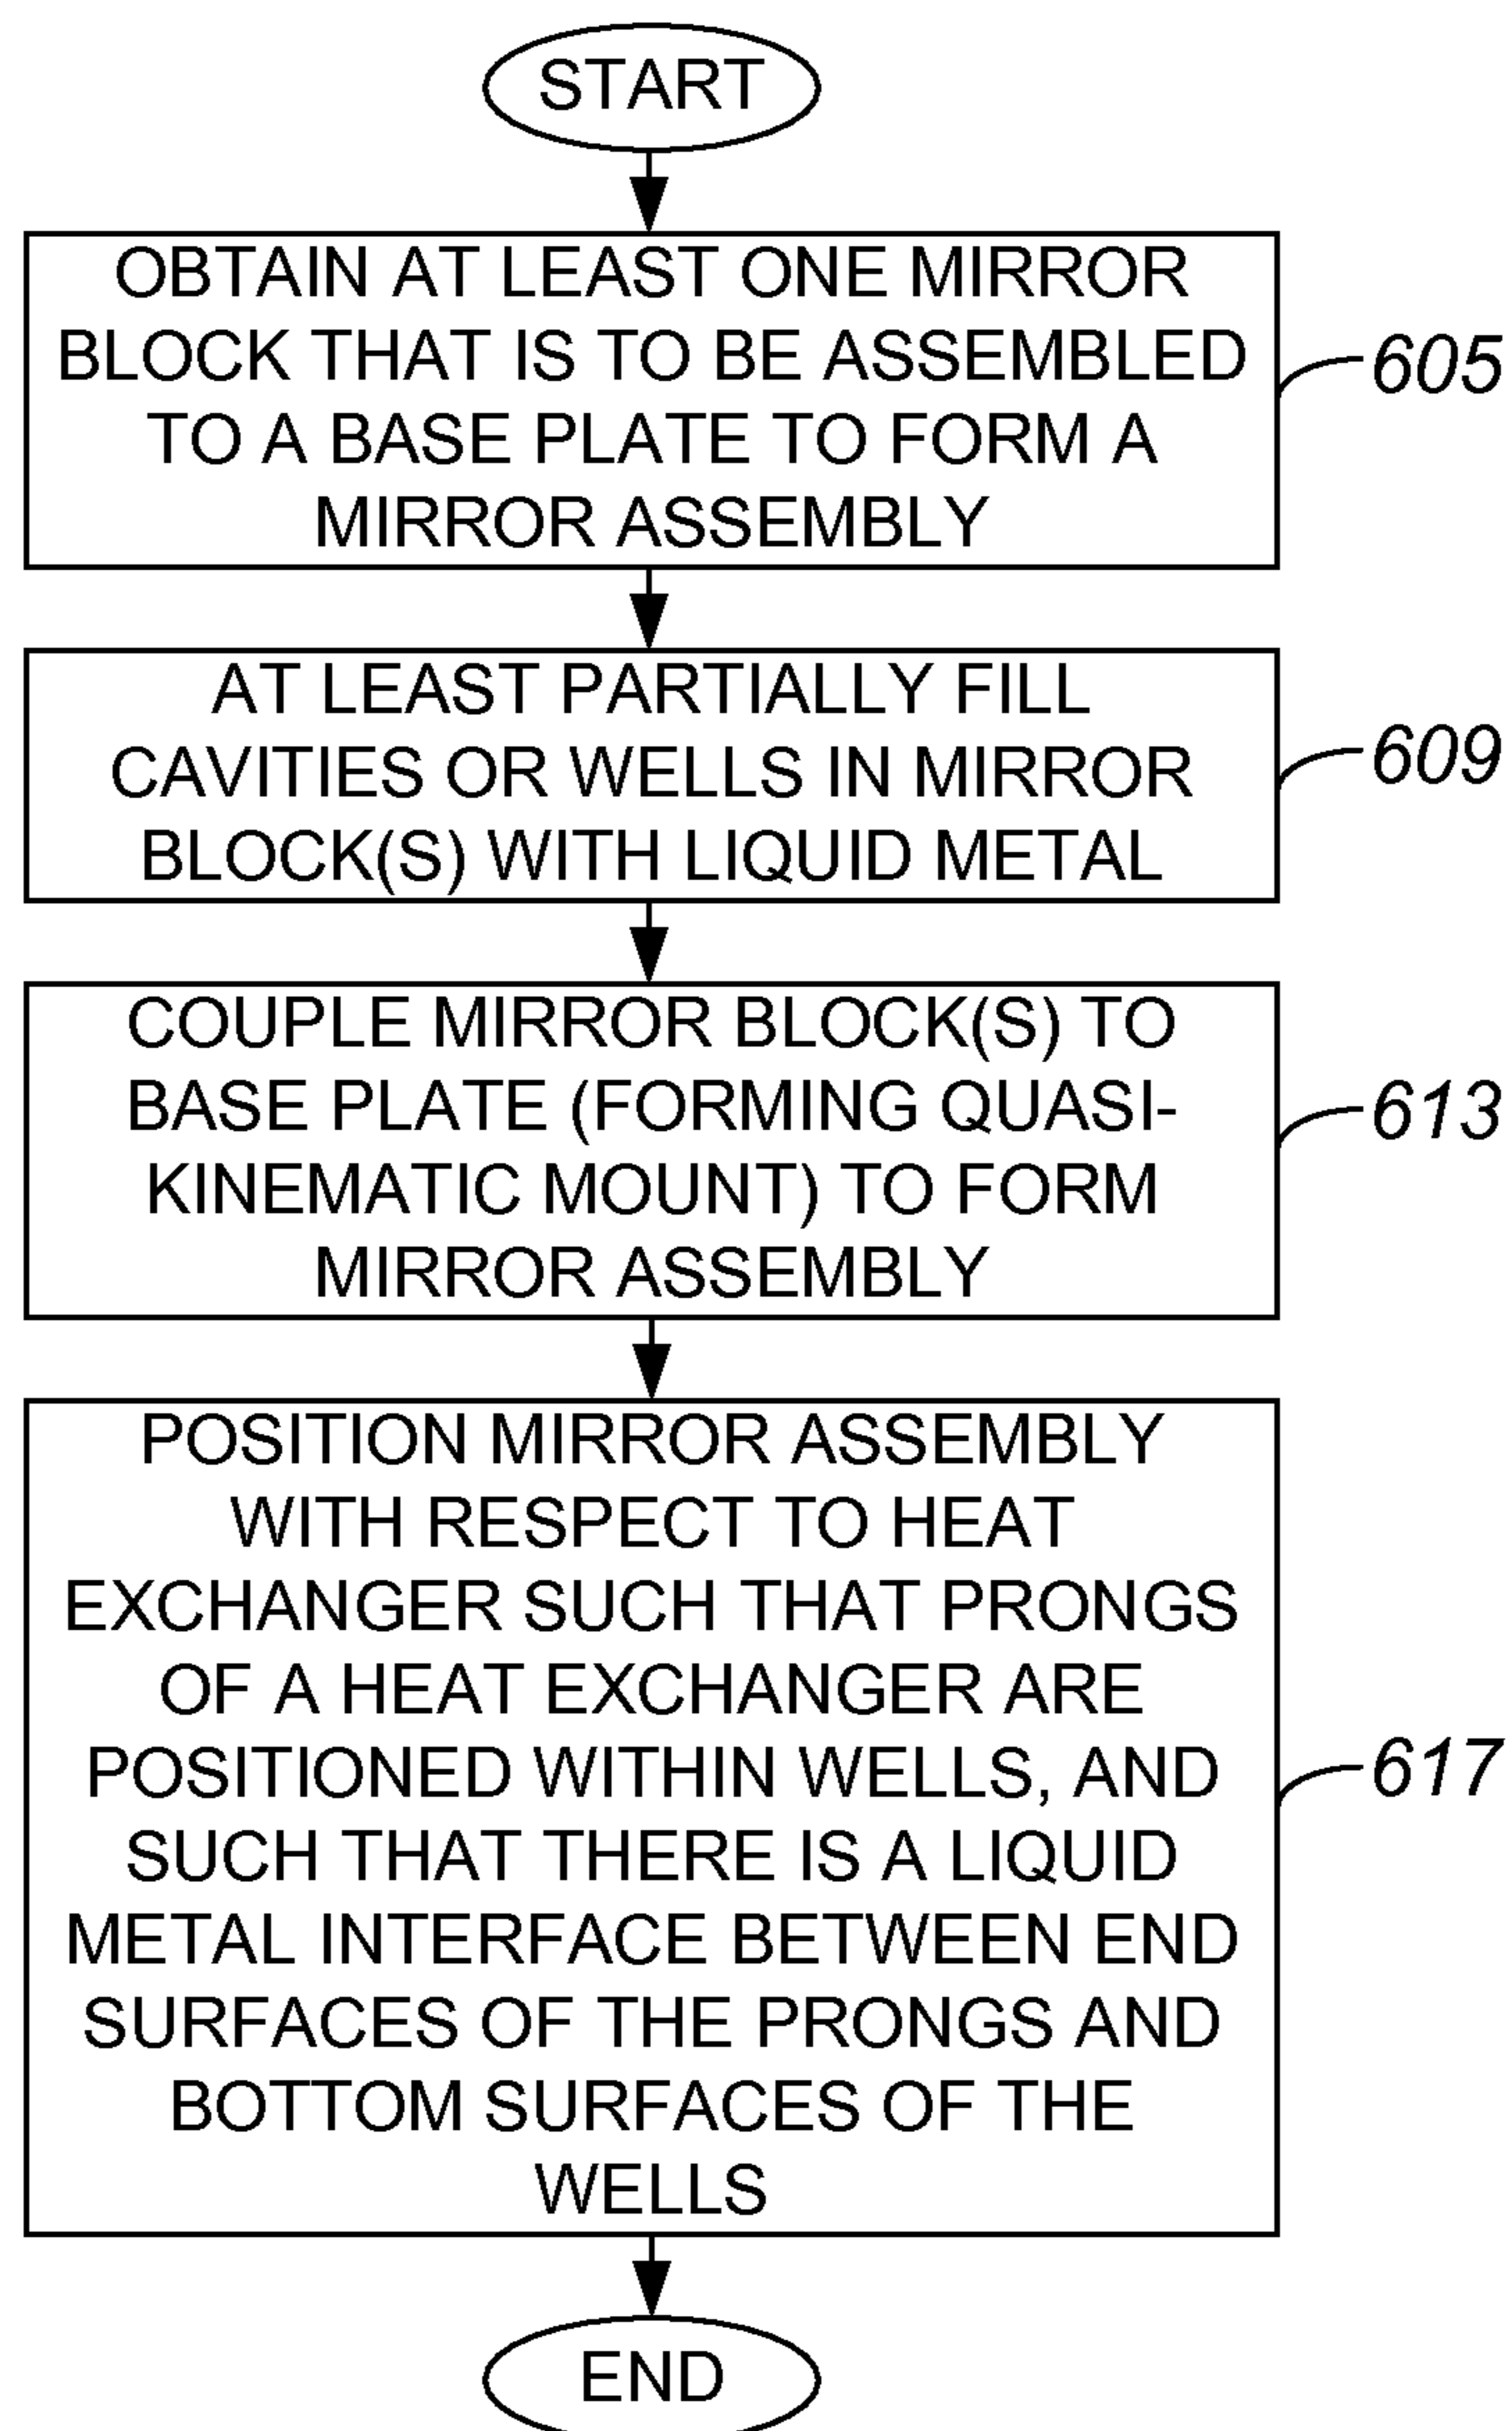 START
OBTAIN AT LEAST ONE MIRROR
BLOCK THAT IS TO BE ASSEMBLED
TO A BASE PLATE TO FORM A
MIRROR ASSEMBLY
605
AT LEAST PARTIALLY FILL
CAVITIES OR WELLS IN MIRROR
BLOCK(S) WITH LIQUID METAL
609
COUPLE MIRROR BLOCK(S) TO
BASE PLATE (FORMING QUASI-
KINEMATIC MOUNT) TO FORM
MIRROR ASSEMBLY
613
POSITION MIRROR ASSEMBLY
WITH RESPECT TO HEAT
EXCHANGER SUCH THAT PRONGS
OF A HEAT EXCHANGER ARE
POSITIONED WITHIN WELLS, AND
SUCH THAT THERE IS A LIQUID
METAL INTERFACE BETWEEN END
SURFACES OF THE PRONGS AND
BOTTOM SURFACES OF THE
WELLS
617
END